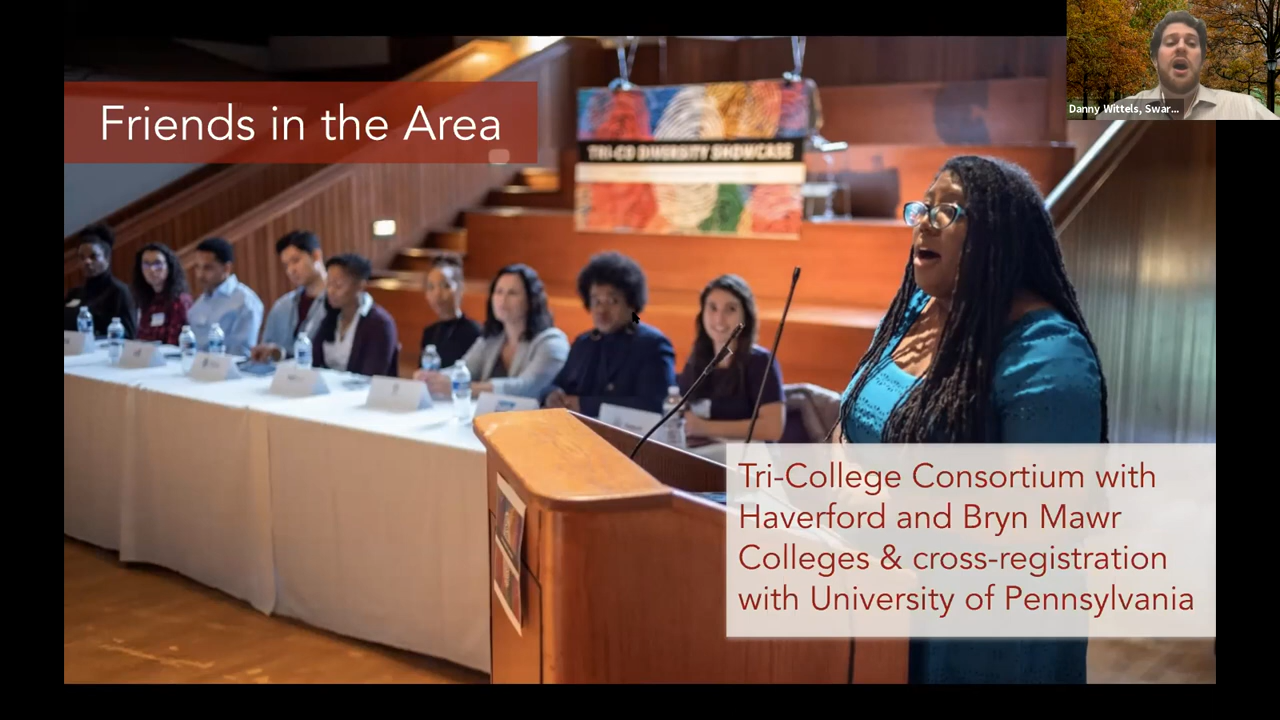 Friends in the Area
Danny Wittels, Swar...
TRI-CO DIVERSITY SHOWCASE
Tri-College Consortium with
Haverford and Bryn Mawr
Colleges & cross-registration
with University of Pennsylvania